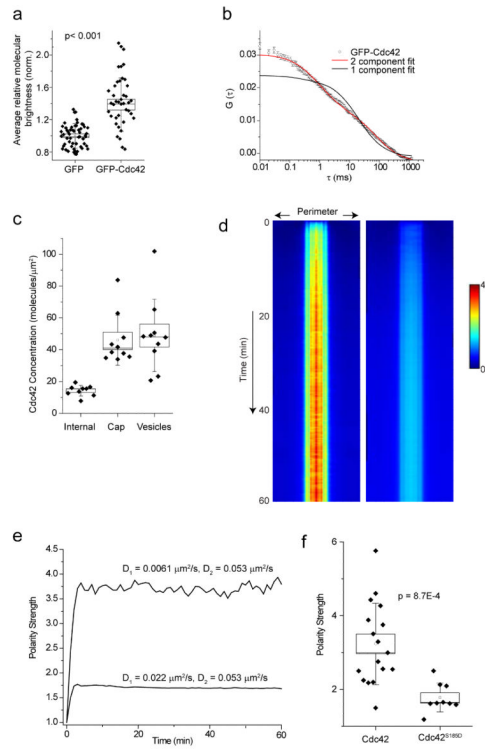 a
p< 0.001
Average relative molecular
brightness (norm.)
2.0
1.6
1.2
0.8
GFP
GFP-Cdc42
b
GFP-Cdc42
2 component fit
1 component fit
G (τ)
0.03
0.02
0.01
0.00
0.01
0.1
1
10
100
1000
τ (ms)
c
Cdc42 Concentration (molecules/μm²)
100
80
60
40
20
0
Internal
Cap
Vesicles
d
Perimeter
Time (min)
0
20
40
60
4
0
e
Polarity Strength
4.5
4.0
3.5
3.0
2.5
2.0
1.5
1.0
D₁ = 0.0061 μm²/s, D₂ = 0.053 μm²/s
D₁ = 0.022 μm²/s, D₂ = 0.053 μm²/s
0
20
40
60
Time (min)
f
p = 8.7E-4
Polarity Strength
6
4
2
Cdc42
Cdc42ˢ¹⁸⁵ᴰ